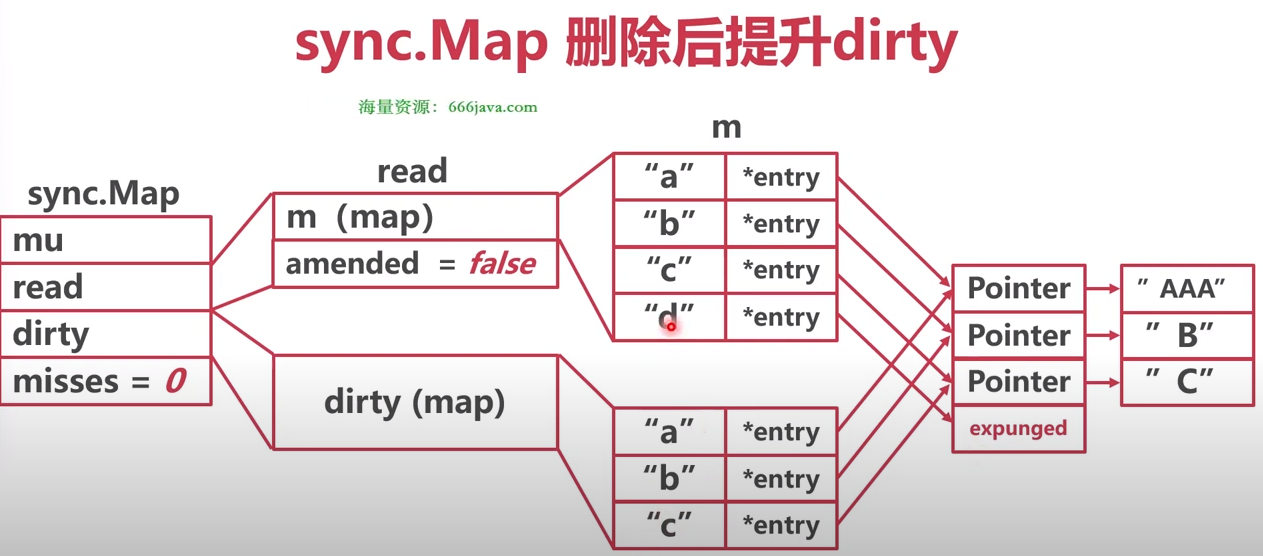 sync.Map 删除后提升dirty
海量资源：666java.com
sync.Map
mu
read
dirty
misses = 0
read
m（map）
amended = false
dirty (map)
m
“a” *entry
“b” *entry
“c” *entry
“d” *entry
“a” *entry
“b” *entry
“c” *entry
Pointer
Pointer
Pointer
expunged
” AAA”
” B”
” C”